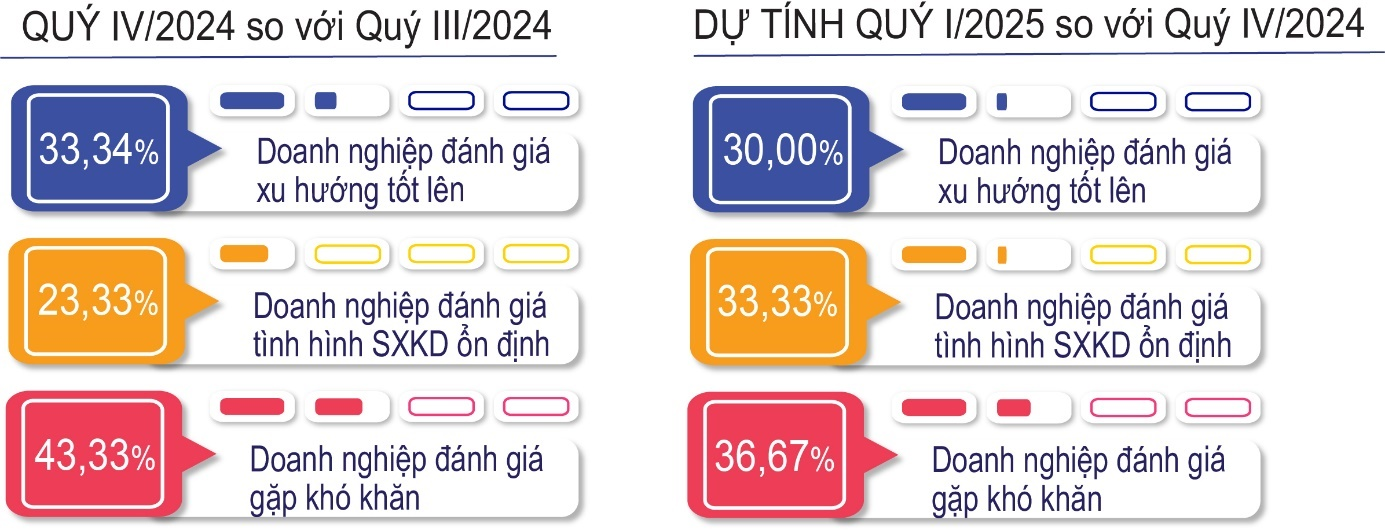 QUÝ IV/2024 so với Quý III/2024
33,34%
Doanh nghiệp đánh giá
xu hướng tốt lên
23,33%
Doanh nghiệp đánh giá
tình hình SXKD ổn định
43,33%
Doanh nghiệp đánh giá
gặp khó khăn
DỰ TÍNH QUÝ I/2025 so với Quý IV/2024
30,00%
Doanh nghiệp đánh giá
xu hướng tốt lên
33,33%
Doanh nghiệp đánh giá
tình hình SXKD ổn định
36,67%
Doanh nghiệp đánh giá
gặp khó khăn